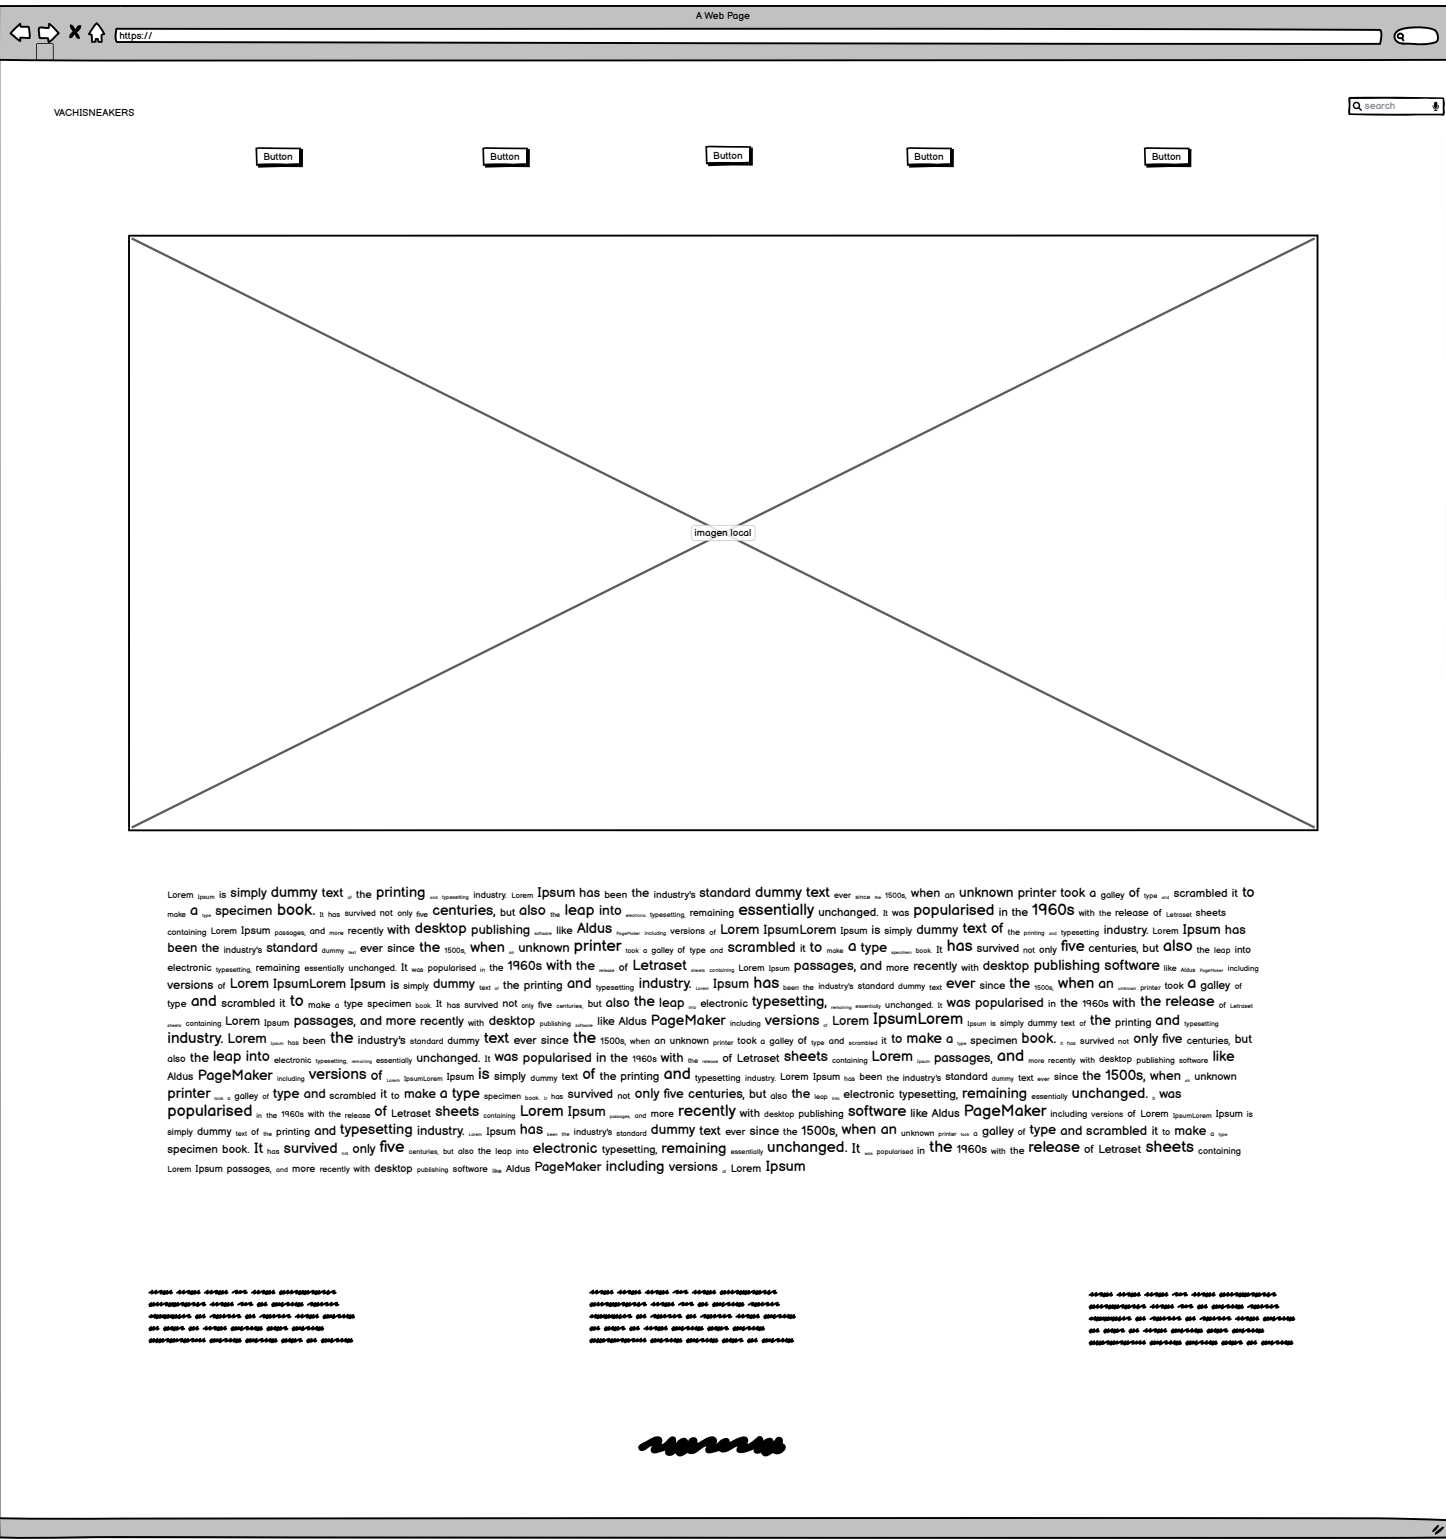 A Web Page
https://
VACHISNEAKERS
search
Button Button Button Button Button
imagen local
Lorem Ipsum is simply dummy text of the printing and typesetting industry. Lorem Ipsum has been the industry's standard dummy text ever since the 1500s, when an unknown printer took a galley of type and scrambled it to
make a type specimen book. It has survived not only five centuries, but also the leap into electronic typesetting, remaining essentially unchanged. It was popularised in the 1960s with the release of Letraset sheets
containing Lorem Ipsum passages, and more recently with desktop publishing software like Aldus PageMaker including versions of Lorem IpsumLorem Ipsum is simply dummy text of the printing and typesetting industry. Lorem Ipsum has
been the industry's standard dummy text ever since the 1500s, when an unknown printer took a galley of type and scrambled it to make a type specimen book. It has survived not only five centuries, but also the leap into
electronic typesetting, remaining essentially unchanged. It was popularised in the 1960s with the release of Letraset sheets containing Lorem Ipsum passages, and more recently with desktop publishing software like Aldus PageMaker including
versions of Lorem IpsumLorem Ipsum is simply dummy text of the printing and typesetting industry. Lorem Ipsum has been the industry's standard dummy text ever since the 1500s, when an unknown printer took a galley of
type and scrambled it to make a type specimen book. It has survived not only five centuries, but also the leap into electronic typesetting, remaining essentially unchanged. It was popularised in the 1960s with the release of Letraset
sheets containing Lorem Ipsum passages, and more recently with desktop publishing software like Aldus PageMaker including versions of Lorem IpsumLorem Ipsum is simply dummy text of the printing and typesetting
industry. Lorem Ipsum has been the industry's standard dummy text ever since the 1500s, when an unknown printer took a galley of type and scrambled it to make a type specimen book. It has survived not only five centuries, but
also the leap into electronic typesetting, remaining essentially unchanged. It was popularised in the 1960s with the release of Letraset sheets containing Lorem Ipsum passages, and more recently with desktop publishing software like
Aldus PageMaker including versions of Lorem IpsumLorem Ipsum is simply dummy text of the printing and typesetting industry. Lorem Ipsum has been the industry's standard dummy text ever since the 1500s, when an unknown
printer took a galley of type and scrambled it to make a type specimen book. It has survived not only five centuries, but also the leap into electronic typesetting, remaining essentially unchanged. It was
popularised in the 1960s with the release of Letraset sheets containing Lorem Ipsum passages, and more recently with desktop publishing software like Aldus PageMaker including versions of Lorem IpsumLorem Ipsum is
simply dummy text of the printing and typesetting industry. Lorem Ipsum has been the industry's standard dummy text ever since the 1500s, when an unknown printer took a galley of type and scrambled it to make a type
specimen book. It has survived not only five centuries, but also the leap into electronic typesetting, remaining essentially unchanged. It was popularised in the 1960s with the release of Letraset sheets containing
Lorem Ipsum passages, and more recently with desktop publishing software like Aldus PageMaker including versions of Lorem Ipsum